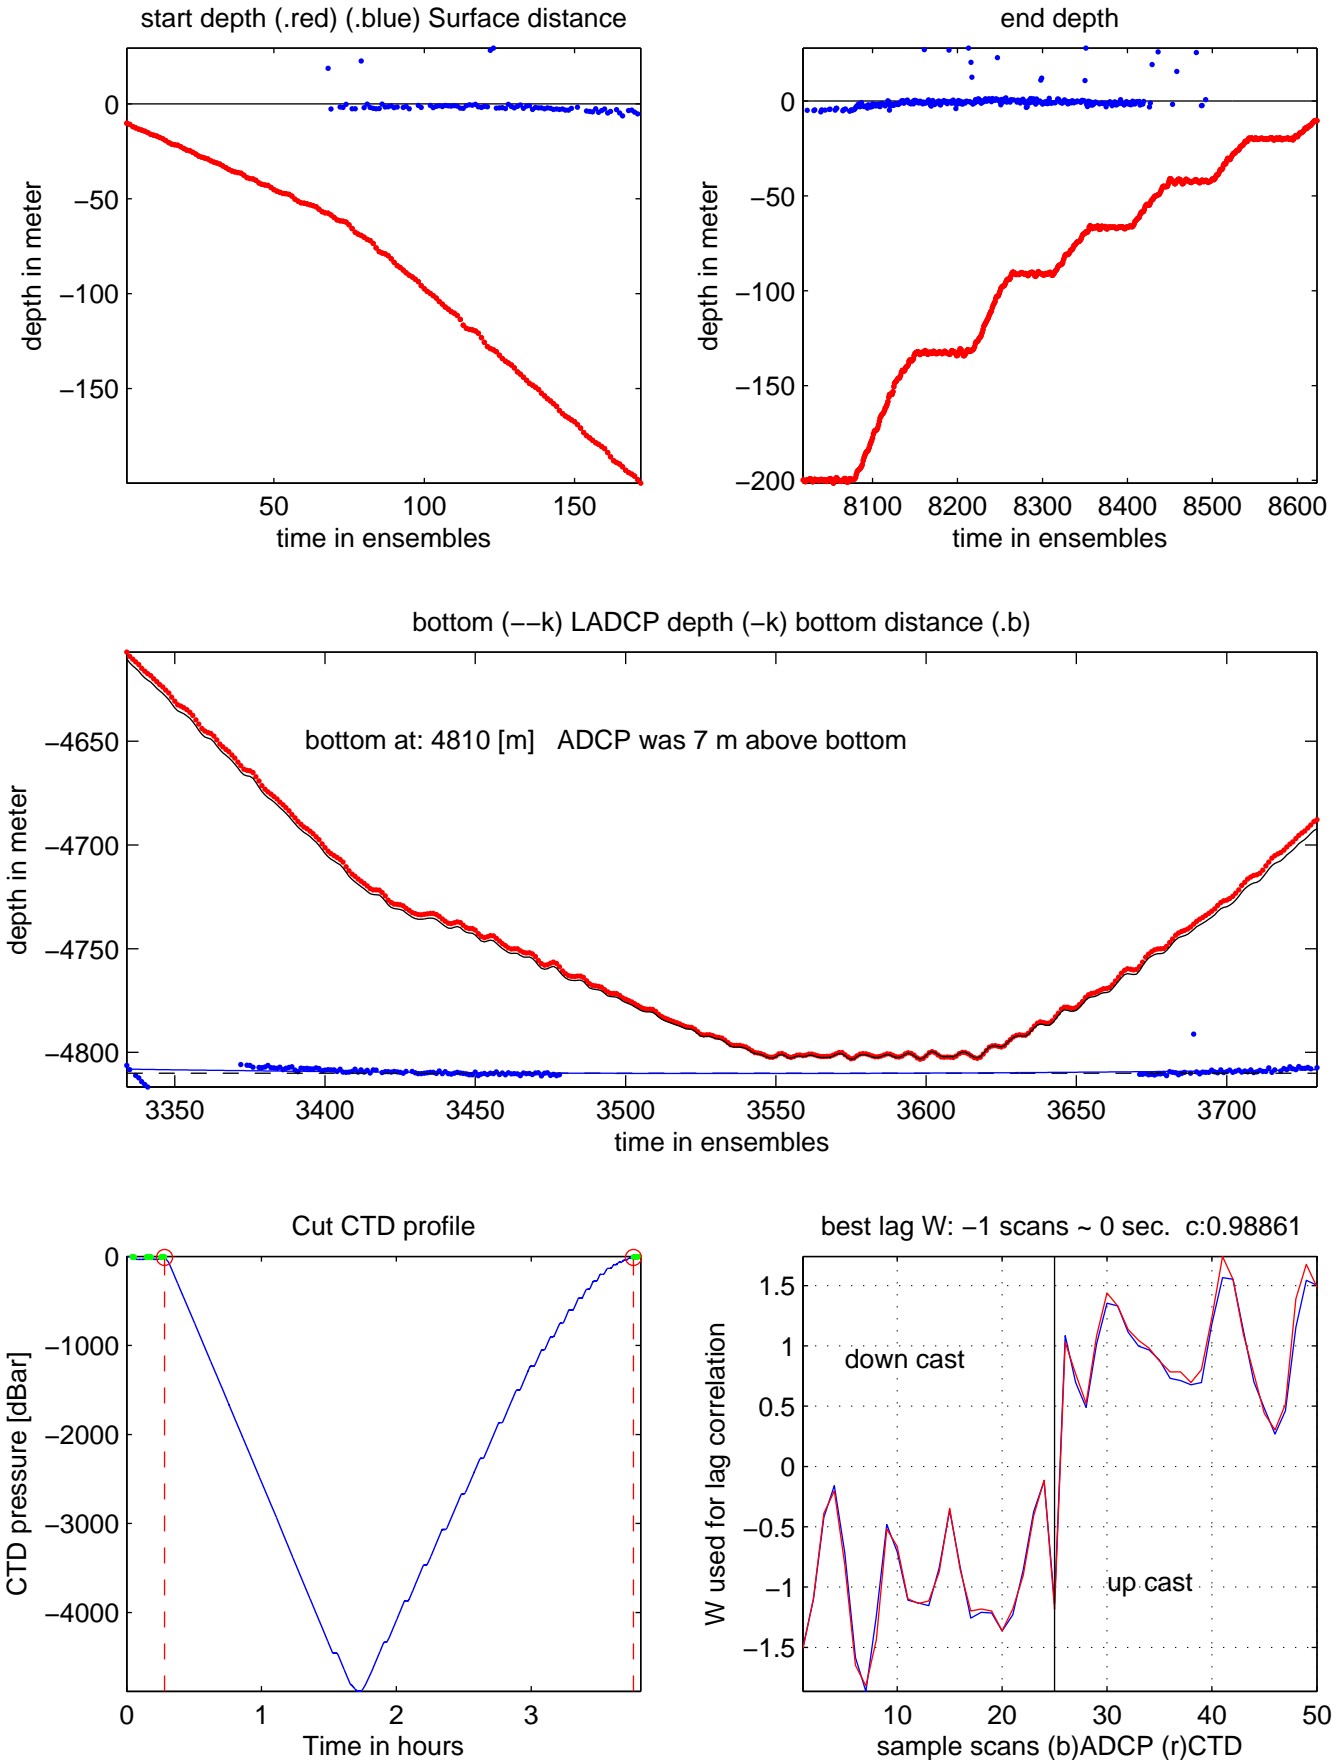 start depth (.red) (.blue) Surface distance
0
−50
−100
−150
depth in meter
50
100
150
time in ensembles
end depth
0
−50
−100
−150
−200
depth in meter
8100
8200
8300
8400
8500
8600
time in ensembles
bottom (−−k) LADCP depth (−k) bottom distance (.b)
bottom at: 4810 [m] ADCP was 7 m above bottom
−4650
−4700
−4750
−4800
depth in meter
3350
3400
3450
3500
3550
3600
3650
3700
time in ensembles
Cut CTD profile
0
−1000
−2000
−3000
−4000
CTD pressure [dBar]
0
1
2
3
Time in hours
best lag W: −1 scans ~ 0 sec. c:0.98861
1.5
1
0.5
0
−0.5
−1
−1.5
W used for lag correlation
down cast
up cast
10
20
30
40
50
sample scans (b)ADCP (r)CTD